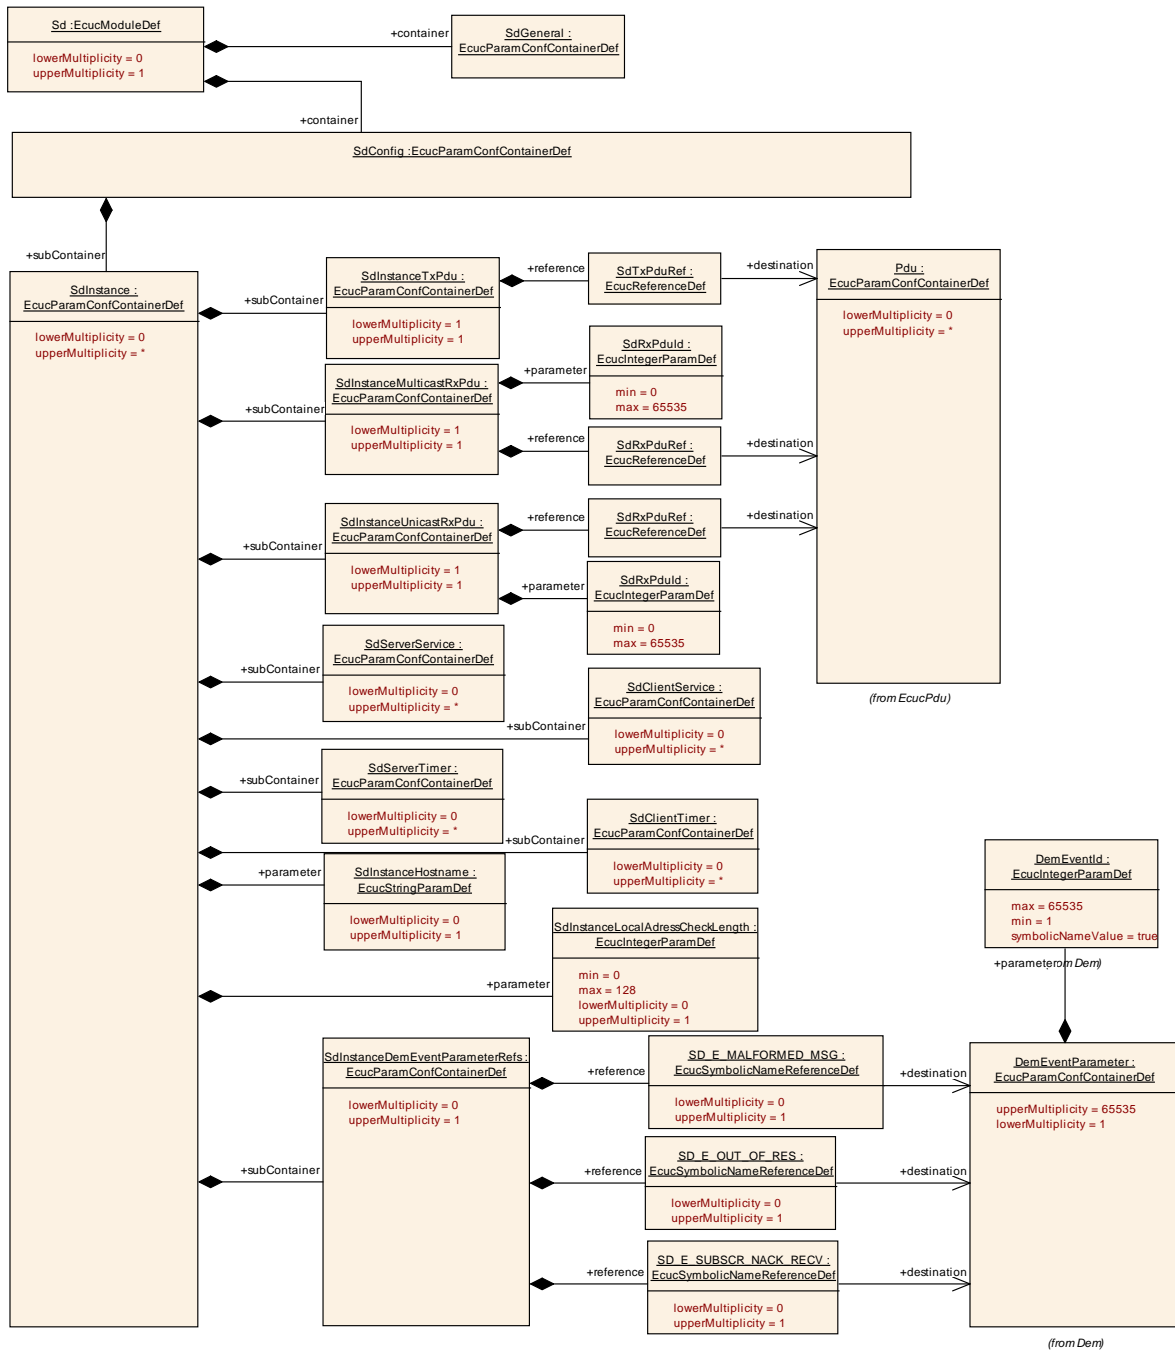 Sd :EcucModuleDef
lowerMultiplicity = 0
upperMultiplicity = 1
+container
SdGeneral :
EcucParamConfContainerDef
+container
SdConfig :EcucParamConfContainerDef
+subContainer
SdInstance :
EcucParamConfContainerDef
lowerMultiplicity = 0
upperMultiplicity = *
+subContainer
SdInstanceTxPdu :
EcucParamConfContainerDef
lowerMultiplicity = 1
upperMultiplicity = 1
+reference
SdTxPduRef :
EcucReferenceDef
+destination
Pdu :
EcucParamConfContainerDef
lowerMultiplicity = 0
upperMultiplicity = *
(from EcucPdu)
+subContainer
SdInstanceMulticastRxPdu :
EcucParamConfContainerDef
lowerMultiplicity = 1
upperMultiplicity = 1
+parameter
SdRxPduId :
EcucIntegerParamDef
min = 0
max = 65535
+reference
SdRxPduRef :
EcucReferenceDef
+destination
+subContainer
SdInstanceUnicastRxPdu :
EcucParamConfContainerDef
lowerMultiplicity = 1
upperMultiplicity = 1
+reference
SdRxPduRef :
EcucReferenceDef
+destination
+parameter
SdRxPduId :
EcucIntegerParamDef
min = 0
max = 65535
+subContainer
SdServerService :
EcucParamConfContainerDef
lowerMultiplicity = 0
upperMultiplicity = *
+subContainer
SdClientService :
EcucParamConfContainerDef
lowerMultiplicity = 0
upperMultiplicity = *
+subContainer
SdServerTimer :
EcucParamConfContainerDef
lowerMultiplicity = 0
upperMultiplicity = *
+subContainer
SdClientTimer :
EcucParamConfContainerDef
lowerMultiplicity = 0
upperMultiplicity = *
+parameter
SdInstanceHostname :
EcucStringParamDef
lowerMultiplicity = 0
upperMultiplicity = 1
+parameter
SdInstanceLocalAdressCheckLength :
EcucIntegerParamDef
min = 0
max = 128
lowerMultiplicity = 0
upperMultiplicity = 1
DemEventId :
EcucIntegerParamDef
max = 65535
min = 1
symbolicNameValue = true
+parameter
rom Dem)
+subContainer
SdInstanceDemEventParameterRefs :
EcucParamConfContainerDef
lowerMultiplicity = 0
upperMultiplicity = 1
+reference
SD_E_MALFORMED_MSG :
EcucSymbolicNameReferenceDef
lowerMultiplicity = 0
upperMultiplicity = 1
+destination
DemEventParameter :
EcucParamConfContainerDef
upperMultiplicity = 65535
lowerMultiplicity = 1
+reference
SD_E_OUT_OF_RES :
EcucSymbolicNameReferenceDef
lowerMultiplicity = 0
upperMultiplicity = 1
+destination
+reference
SD_E_SUBSCR_NACK_RECV :
EcucSymbolicNameReferenceDef
lowerMultiplicity = 0
upperMultiplicity = 1
+destination
(from Dem)